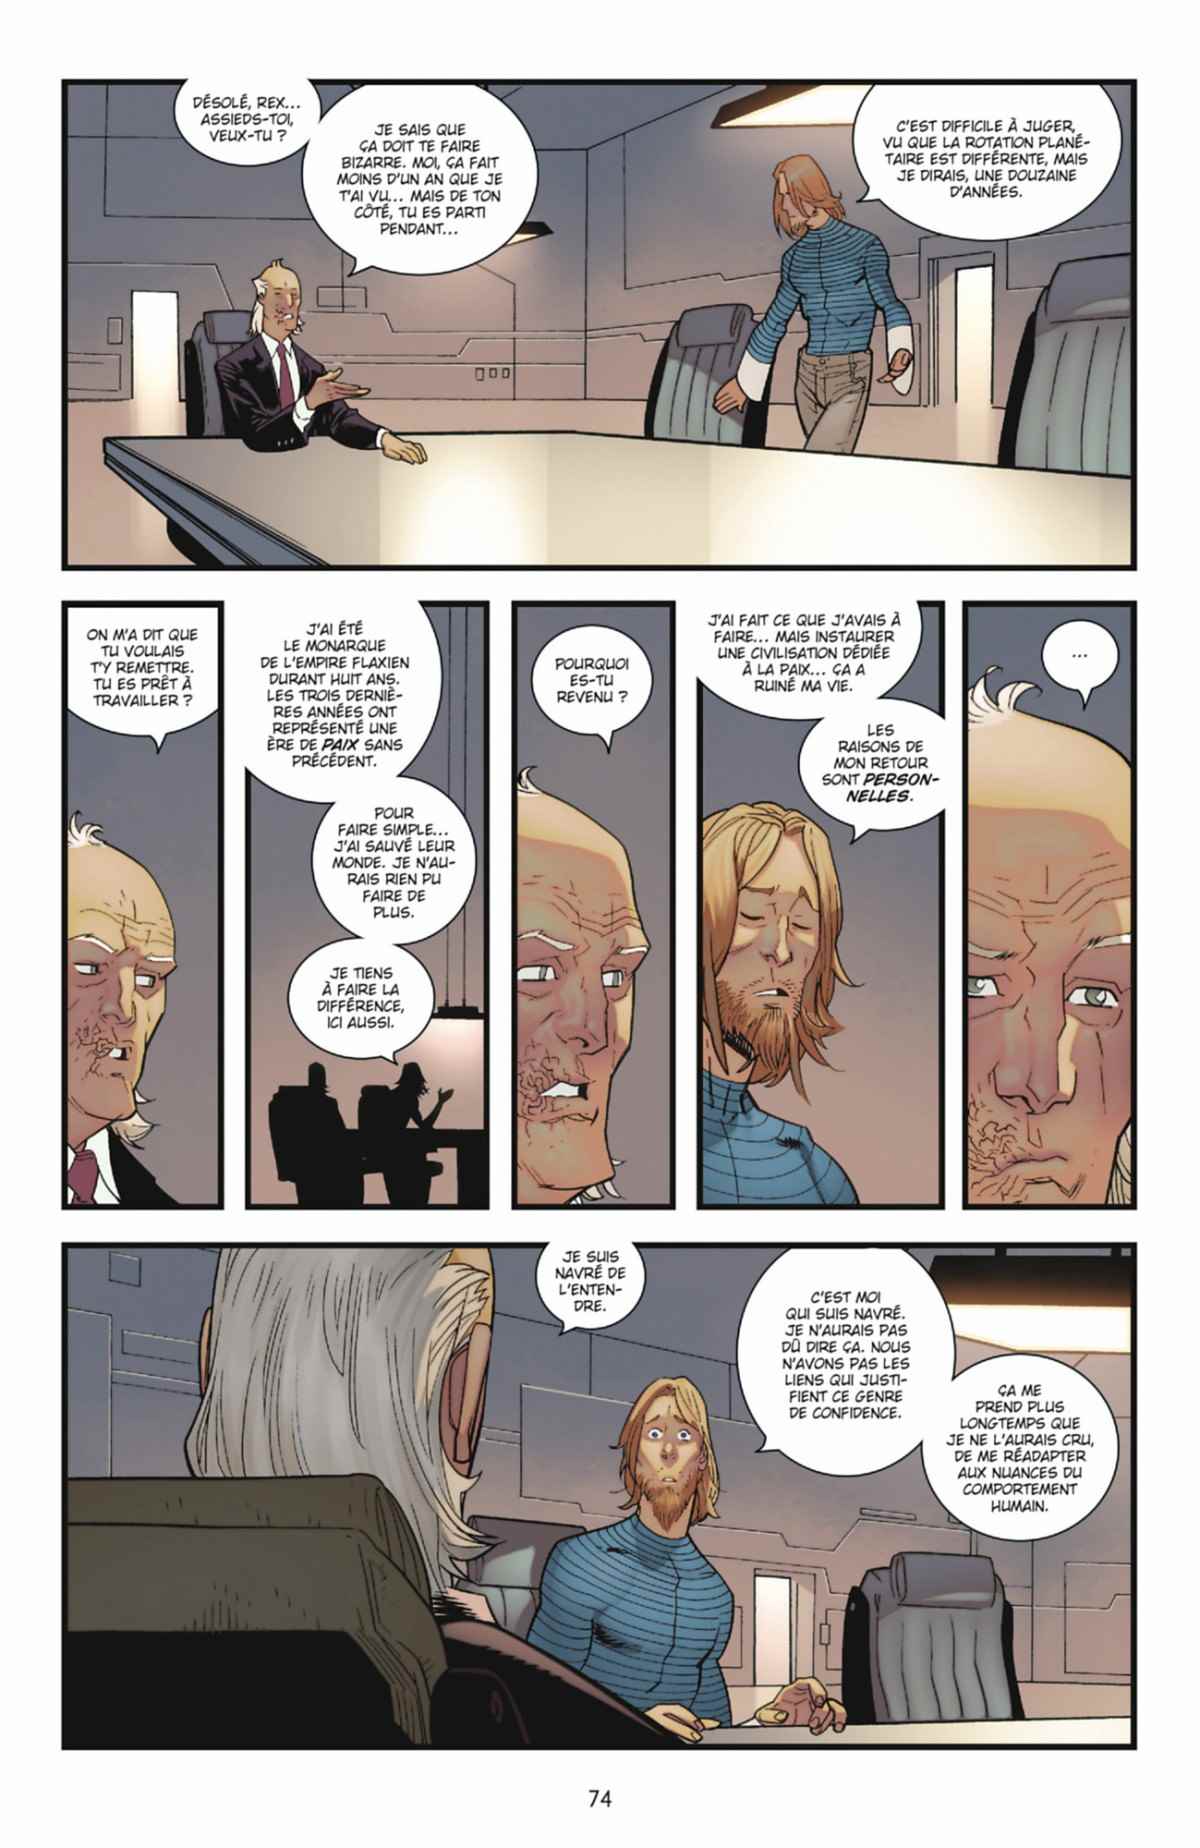 DÉSOLÉ, REX...
ASSIEDS-TOI,
VEUX-TU ?
JE SAIS QUE
ÇA DOIT TE FAIRE
BIZARRE. MOI, ÇA FAIT
MOINS D'UN AN QUE JE
T'AI VU... MAIS DE TON
CÔTÉ, TU ES PARTI
PENDANT...
C'EST DIFFICILE À JUGER,
VU QUE LA ROTATION PLANÉ-
TAIRE EST DIFFÉRENTE, MAIS
JE DIRAIS, UNE DOUZAINE
D'ANNÉES.
ON M'A DIT QUE
TU VOULAIS
T'Y REMETTRE.
TU ES PRÊT À
TRAVAILLER ?
J'AI ÉTÉ
LE MONARQUE
DE L'EMPIRE FLAXIEN
DURANT HUIT ANS.
LES TROIS DERNIÈ-
RES ANNÉES ONT
REPRÉSENTÉ UNE
ÈRE DE PAIX SANS
PRÉCÉDENT.
POUR
FAIRE SIMPLE...
J'AI SAUVÉ LEUR
MONDE. JE N'AU-
RAIS RIEN PU
FAIRE DE
PLUS.
JE TIENS
À FAIRE LA
DIFFÉRENCE,
ICI AUSSI.
POURQUOI
ES-TU
REVENU ?
J'AI FAIT CE QUE J'AVAIS À
FAIRE... MAIS INSTAURER
UNE CIVILISATION DÉDIÉE
À LA PAIX... ÇA A
RUINÉ MA VIE.
LES
RAISONS DE
MON RETOUR
SONT PERSON-
NELLES.
...
JE SUIS
NAVRÉ DE
L'ENTEN-
DRE.
C'EST MOI
QUI SUIS NAVRÉ.
JE N'AURAIS PAS
DÛ DIRE ÇA. NOUS
N'AVONS PAS LES
LIENS QUI JUSTI-
FIENT CE GENRE
DE CONFIDENCE.
ÇA ME
PREND PLUS
LONGTEMPS QUE
JE NE L'AURAIS CRU,
DE ME RÉADAPTER
AUX NUANCES DU
COMPORTEMENT
HUMAIN.
74